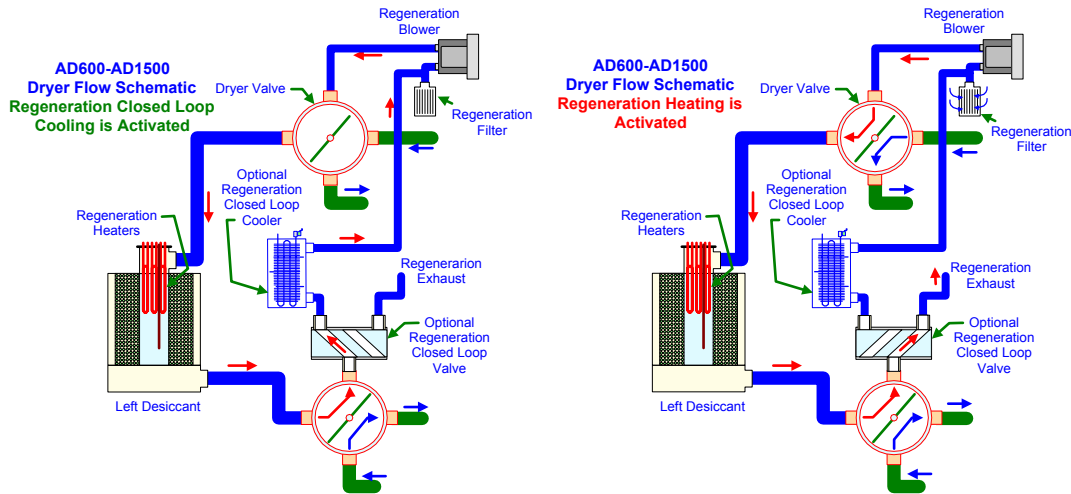 Regeneration
Blower
AD600-AD1500
Dryer Flow Schematic
Regeneration Closed Loop
Cooling is Activated
Dryer Valve
Regeneration
Filter
Optional
Regeneration
Closed Loop
Cooler
Regeneration
Heaters
Regenerarion
Exhaust
Optional
Regeneration
Closed Loop
Valve
Left Desiccant
Regeneration
Blower
AD600-AD1500
Dryer Flow Schematic
Regeneration Heating is
Activated
Dryer Valve
Regeneration
Filter
Optional
Regeneration
Closed Loop
Cooler
Regeneration
Heaters
Regeneration
Exhaust
Optional
Regeneration
Closed Loop
Valve
Left Desiccant